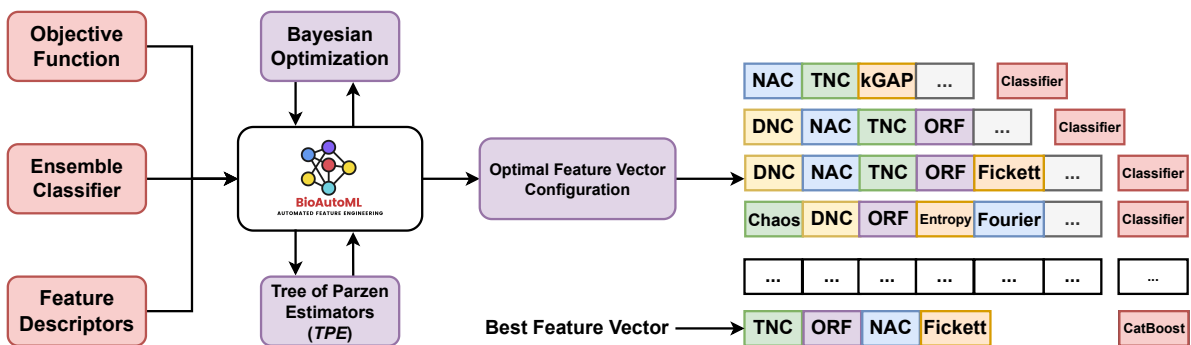 Objective
Function
Ensemble
Classifier
Feature
Descriptors
Bayesian
Optimization
BioAutoML
AUTOMATED FEATURE ENGINEERING
Tree of Parzen
Estimators
(TPE)
Optimal Feature Vector
Configuration
NAC TNC kGAP ... Classifier
DNC NAC TNC ORF ... Classifier
DNC NAC TNC ORF Fickett ... Classifier
Chaos DNC ORF Entropy Fourier ... Classifier
... ... ... ... ... ... ...
Best Feature Vector TNC ORF NAC Fickett CatBoost